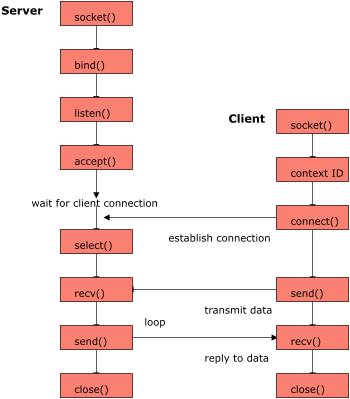 Server
socket()
bind()
listen()
Client
socket()
accept()
context ID
wait for client connection
connect()
select()
establish connection
recv()
send()
transmit data
loop
send()
recv()
reply to data
close()
close()